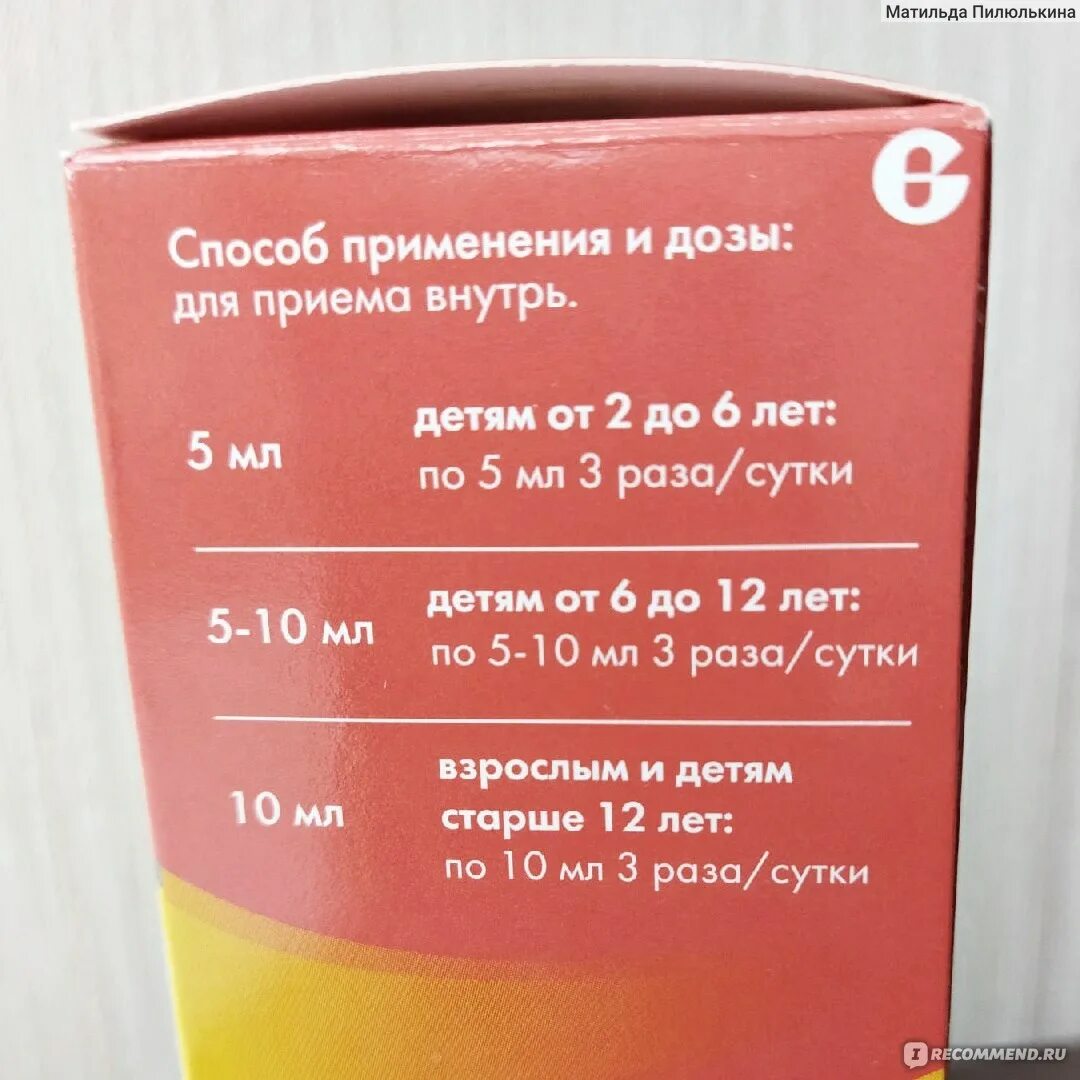 Матильда Пилюлькина
Способ применения и дозы:
для приема внутрь.
5 мл
детям от 2 до 6 лет:
по 5 мл 3 раза/сутки
5-10 мл
детям от 6 до 12 лет:
по 5-10 мл 3 раза/сутки
10 мл
взрослым и детям
старше 12 лет:
по 10 мл 3 раза/сутки
IRECOMMEND.RU